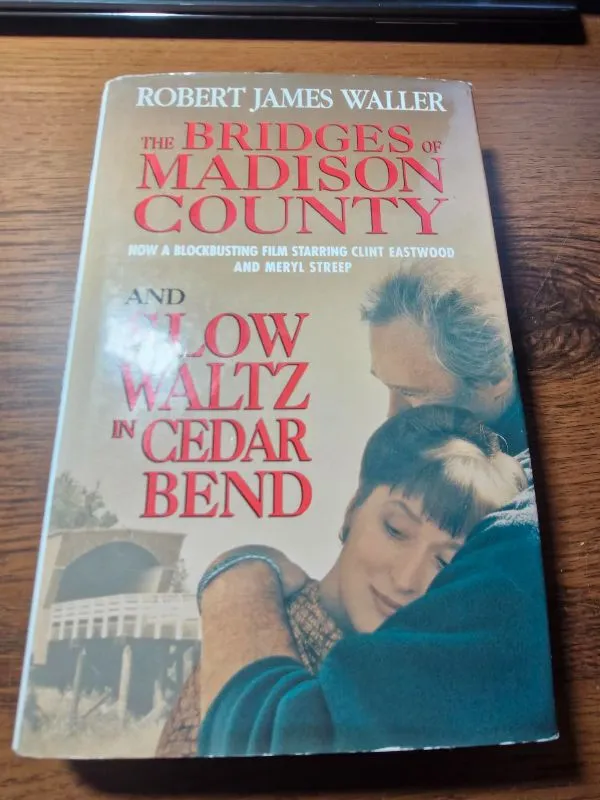 ROBERT JAMES WALLER
THE BRIDGES OF
MADISON
COUNTY
NOW A BLOCKBUSTING FILM STARRING CLINT EASTWOOD
AND MERYL STREEP
AND
SLOW
WALTZ
IN CEDAR
BEND